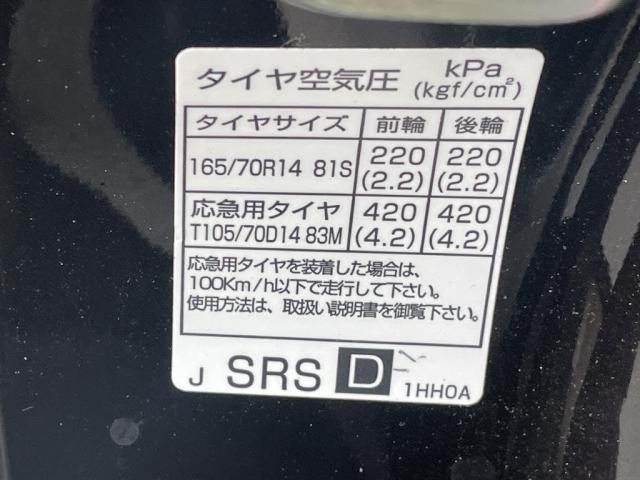 タイヤ空気圧 kPa (kgf/cm²)
タイヤサイズ 前輪 後輪
165/70R14 81S 220 (2.2) 220 (2.2)
応急用タイヤ T105/70D14 83M 420 (4.2) 420 (4.2)
応急用タイヤを装着した場合は、
100Km/h以下で走行して下さい。
使用方法は、取扱い説明書を御覧下さい。
J SRS D 1HH0A